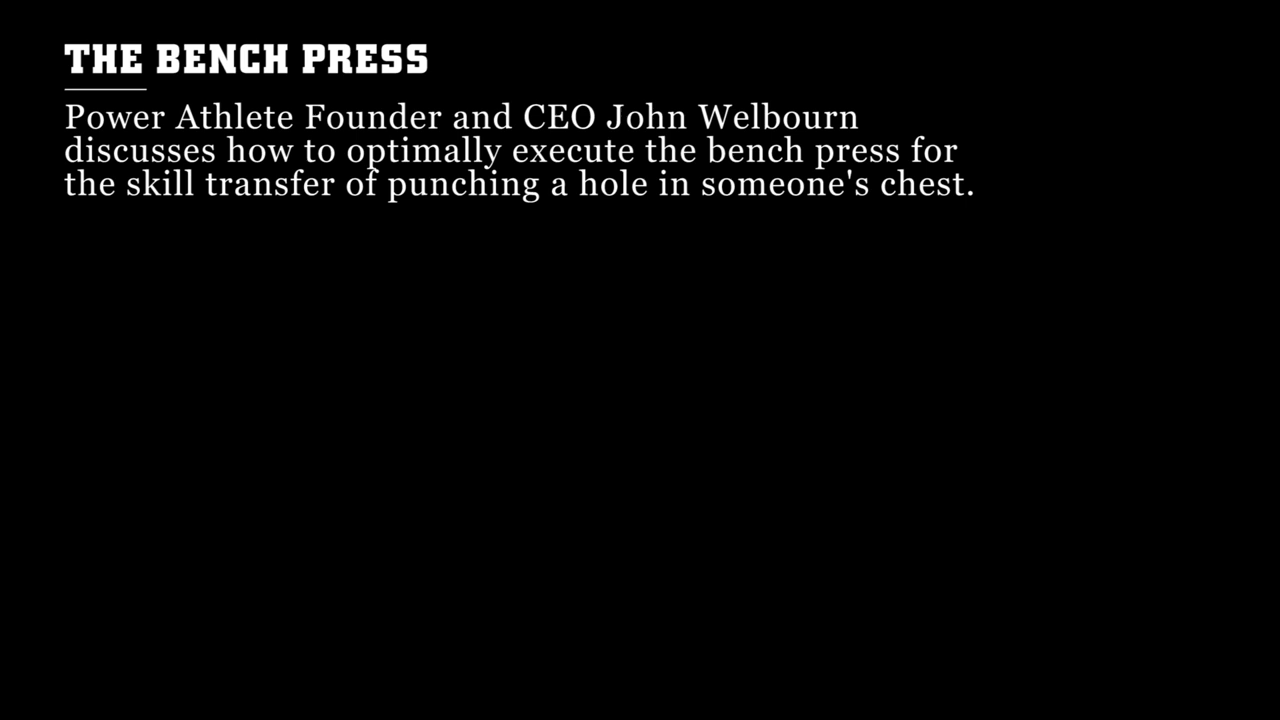 THE BENCH PRESS
Power Athlete Founder and CEO John Welbourn
discusses how to optimally execute the bench press for
the skill transfer of punching a hole in someone's chest.